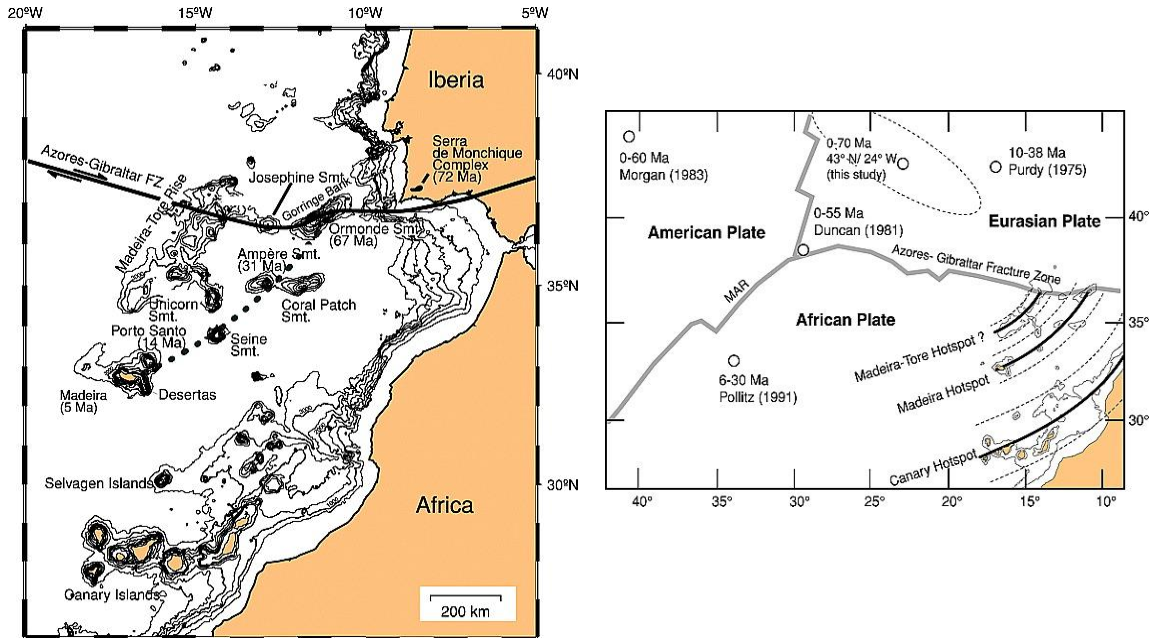 20°W
15°W
10°W
5°W
40°N
Iberia
Serra
de Monchique
Complex
(72 Ma)
Azores-Gibraltar FZ
Josephine Smt.
Gorringe Bank
Madeira-Tore Rise
Ormonde Smt.
(67 Ma)
Ampère Smt.
(31 Ma)
35°N
Unicorn
Smt.
Coral Patch
Smt.
Porto Santo
(14 Ma)
Seine
Smt.
Madeira
(5 Ma)
Desertas
Selvagen Islands
30°N
Africa
Canary Islands
200 km
0-60 Ma
Morgan (1983)
0-70 Ma
43° N/ 24° W
(this study)
10-38 Ma
Purdy (1975)
0-55 Ma
Duncan (1981)
American Plate
Eurasian Plate
40°
Azores- Gibraltar Fracture Zone
MAR
African Plate
35°
Madeira-Tore Hotspot ?
6-30 Ma
Pollitz (1991)
Madeira Hotspot
30°
Canary Hotspot
40°
35°
30°
25°
20°
15°
10°